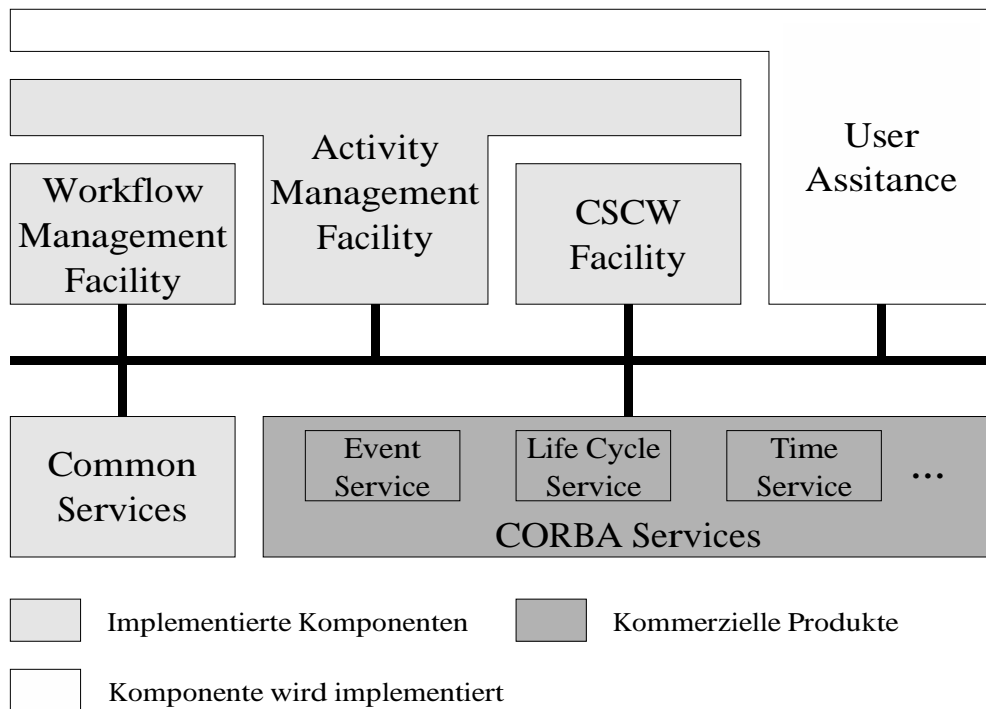 User
Assitance
Activity
Management
Facility
Workflow
Management
Facility
CSCW
Facility
Common
Services
Event
Service
Life Cycle
Service
Time
Service
...
CORBA Services
Implementierte Komponenten
Kommerzielle Produkte
Komponente wird implementiert